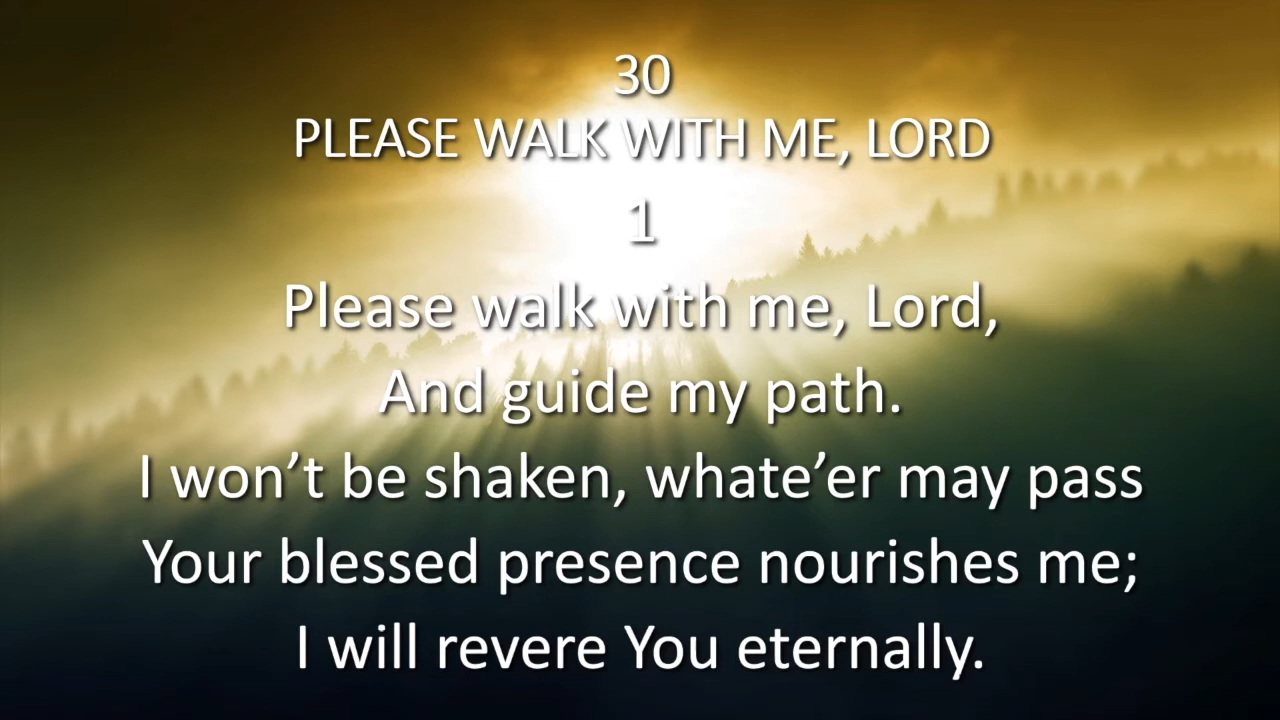 30
PLEASE WALK WITH ME, LORD
1
Please walk with me, Lord,
And guide my path.
I won’t be shaken, whate’er may pass
Your blessed presence nourishes me;
I will revere You eternally.